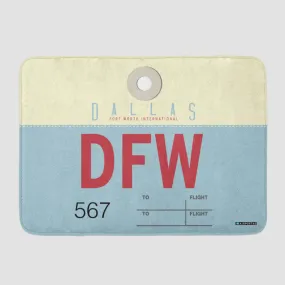 DALLAS
FORT WORTH INTERNATIONAL
DFW
TO FLIGHT
567
TO FLIGHT